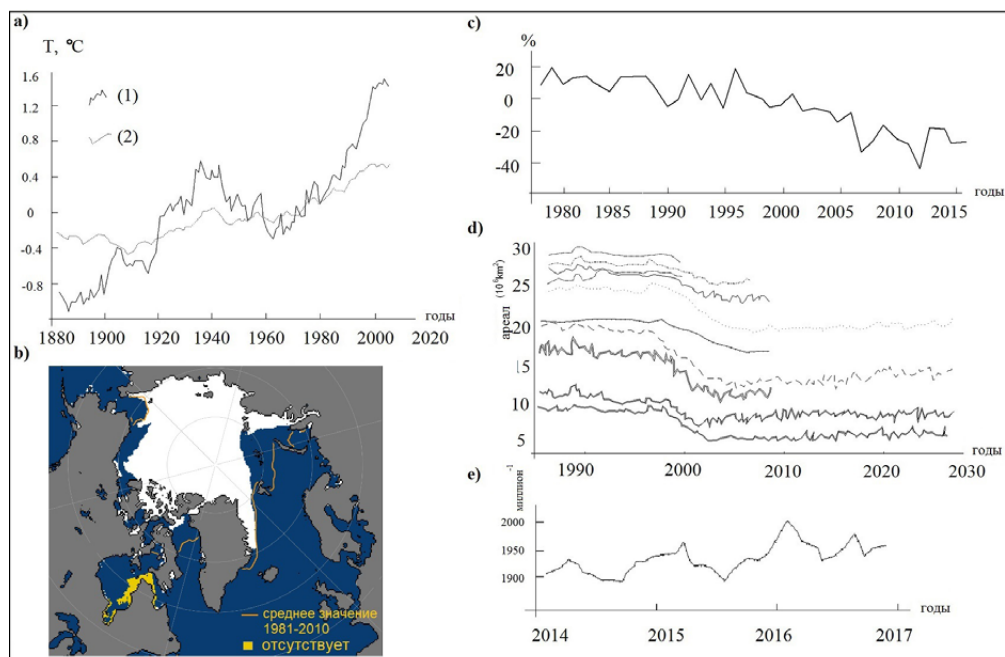 a)
T, ℃
1.6
1.2
0.8
0.4
0
-0.4
-0.8
(1)
(2)
годы
1880 1900 1920 1940 1960 1980 2000 2020
b)
среднее значение
1981-2010
отсутствует
c)
%
20
0
-20
-40
годы
1980 1985 1990 1995 2000 2005 2010 2015
d)
ареал (10⁶km²)
30
25
20
15
10
5
годы
1990 2000 2010 2020 2030
e)
миллион⁻¹
2000
1950
1900
годы
2014 2015 2016 2017